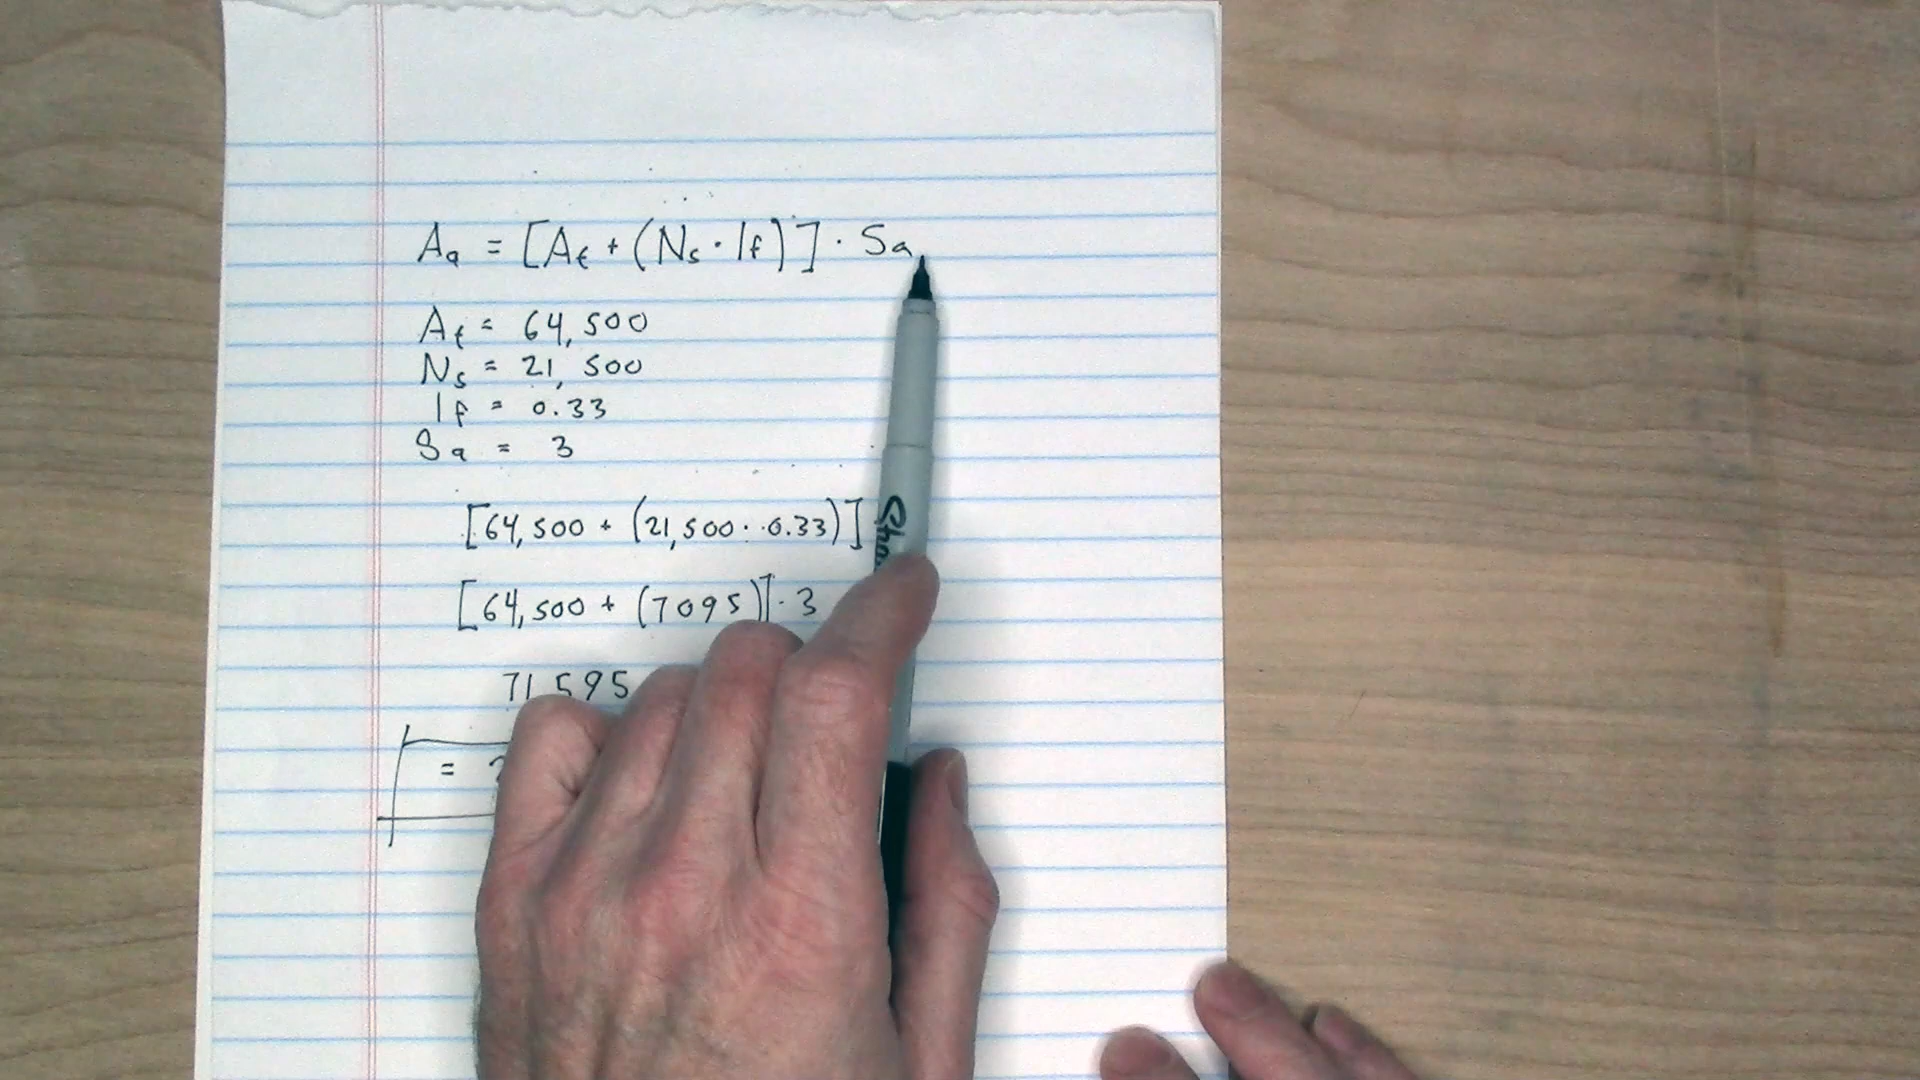 Aa = [At + (Ns · If)] · Sa
At = 64,500
Ns = 21,500
If = 0.33
Sa = 3
[64,500 + (21,500 · 0.33)]
[64,500 + (7095)] · 3
71,595
=